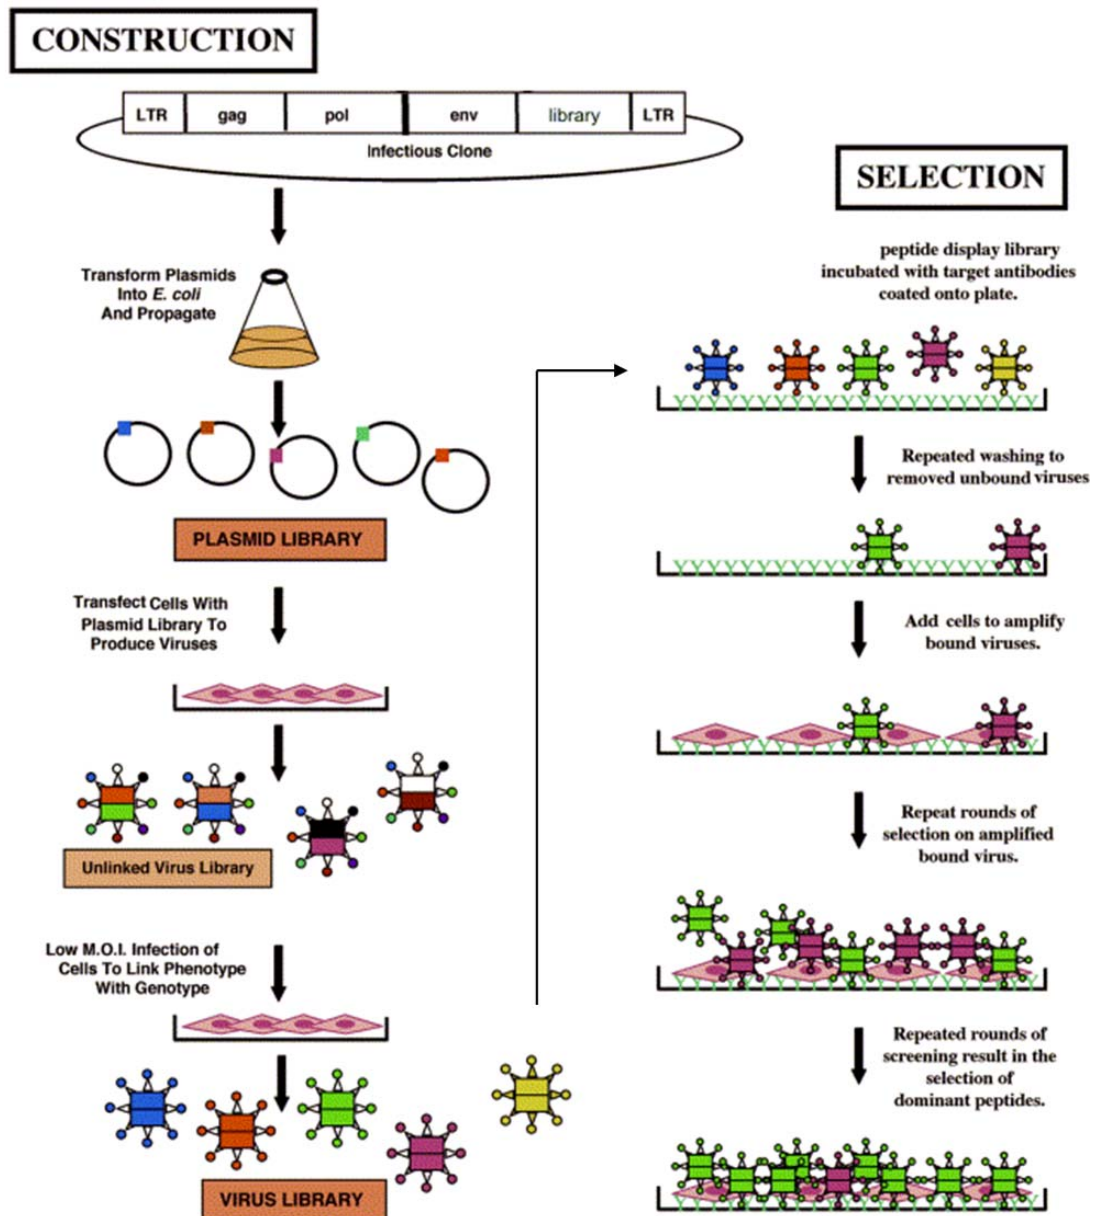 CONSTRUCTION
LTR gag pol env library LTR
Infectious Clone
Transform Plasmids
Into E. coli
And Propagate
PLASMID LIBRARY
Transfect Cells With
Plasmid Library To
Produce Viruses
Unlinked Virus Library
Low M.O.I. Infection of
Cells To Link Phenotype
With Genotype
VIRUS LIBRARY
SELECTION
peptide display library
incubated with target antibodies
coated onto plate.
Repeated washing to
removed unbound viruses
Add cells to amplify
bound viruses.
Repeat rounds of
selection on amplified
bound virus.
Repeated rounds of
screening result in the
selection of
dominant peptides.